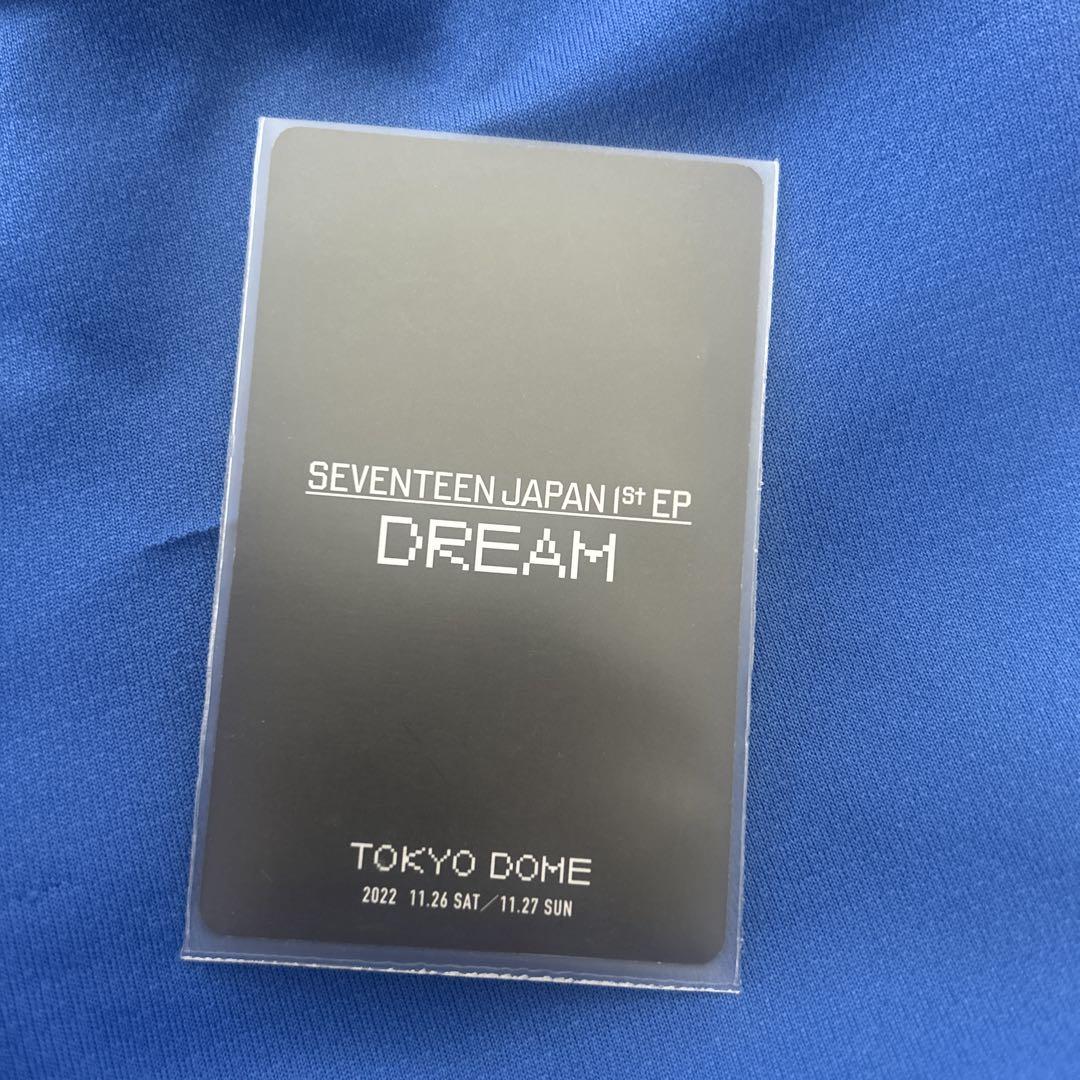 SEVENTEEN JAPAN 1st EP
DREAM
TOKYO DOME
2022 11.26 SAT/11.27 SUN